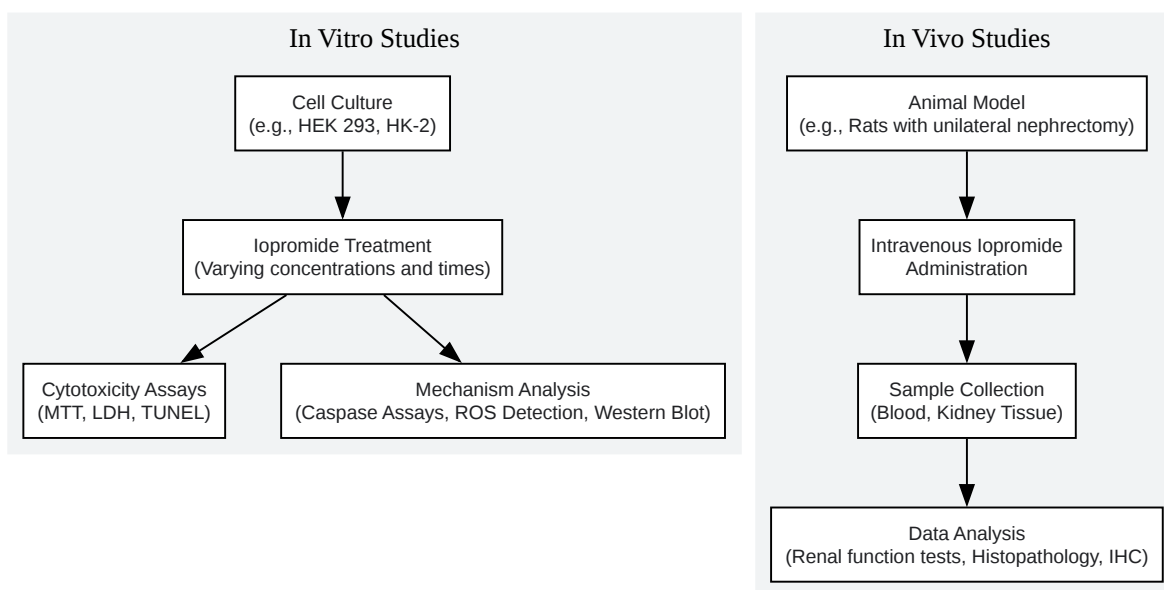 In Vitro Studies
Cell Culture
(e.g., HEK 293, HK-2)
Iopromide Treatment
(Varying concentrations and times)
Cytotoxicity Assays
(MTT, LDH, TUNEL)
Mechanism Analysis
(Caspase Assays, ROS Detection, Western Blot)
In Vivo Studies
Animal Model
(e.g., Rats with unilateral nephrectomy)
Intravenous Iopromide
Administration
Sample Collection
(Blood, Kidney Tissue)
Data Analysis
(Renal function tests, Histopathology, IHC)